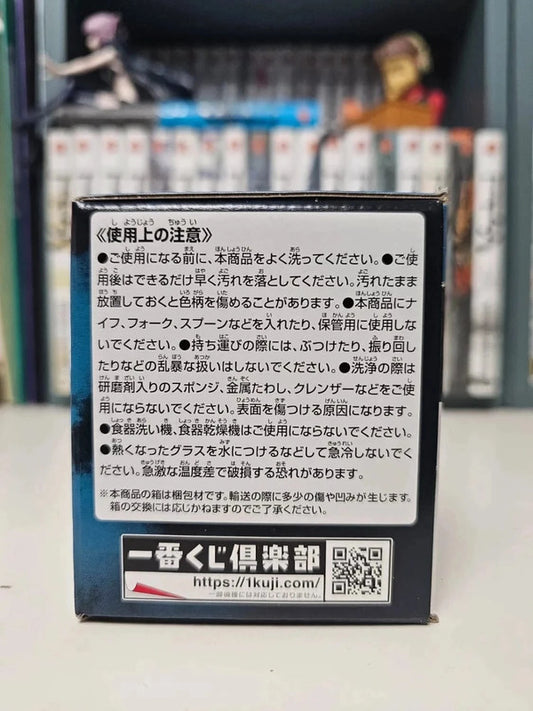 《使用上の注意》
●ご使用になる前に、本商品をよく洗ってください。●ご使
用後はできるだけ早く汚れを落としてください。汚れたまま
放置しておくと色柄を傷めることがあります。●本商品にナ
イフ、フォーク、スプーンなどを入れたり、保管用に使用しな
いでください。●持ち運びの際には、ぶつけたり、振り回し
たりなどの乱暴な扱いはしないでください。●洗浄の際は
研磨剤入りのスポンジ、金属たわし、クレンザーなどをご使
用にならないでください。表面を傷つける原因になります。
●食器洗い機、食器乾燥機はご使用にならないでください。
●熱くなったグラスを水につけるなどして急冷しないでくだ
さい。急激な温度差で破損する恐れがあります。
※本商品の箱は梱包材です。輸送の際に多少の傷や凹みが生じます。
箱の交換には応じかねますのでご了承ください。
一番くじ倶楽部
https://1kuji.com/